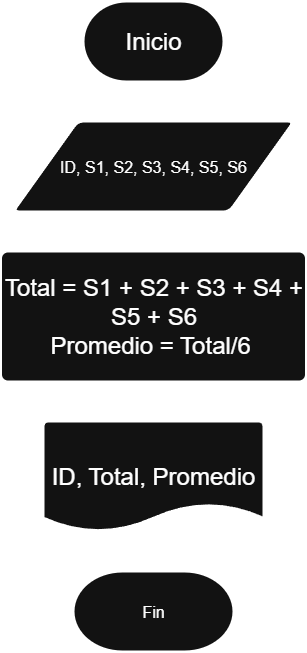 Inicio
ID, S1, S2, S3, S4, S5, S6
Total = S1 + S2 + S3 + S4 +
S5 + S6
Promedio = Total/6
ID, Total, Promedio
Fin